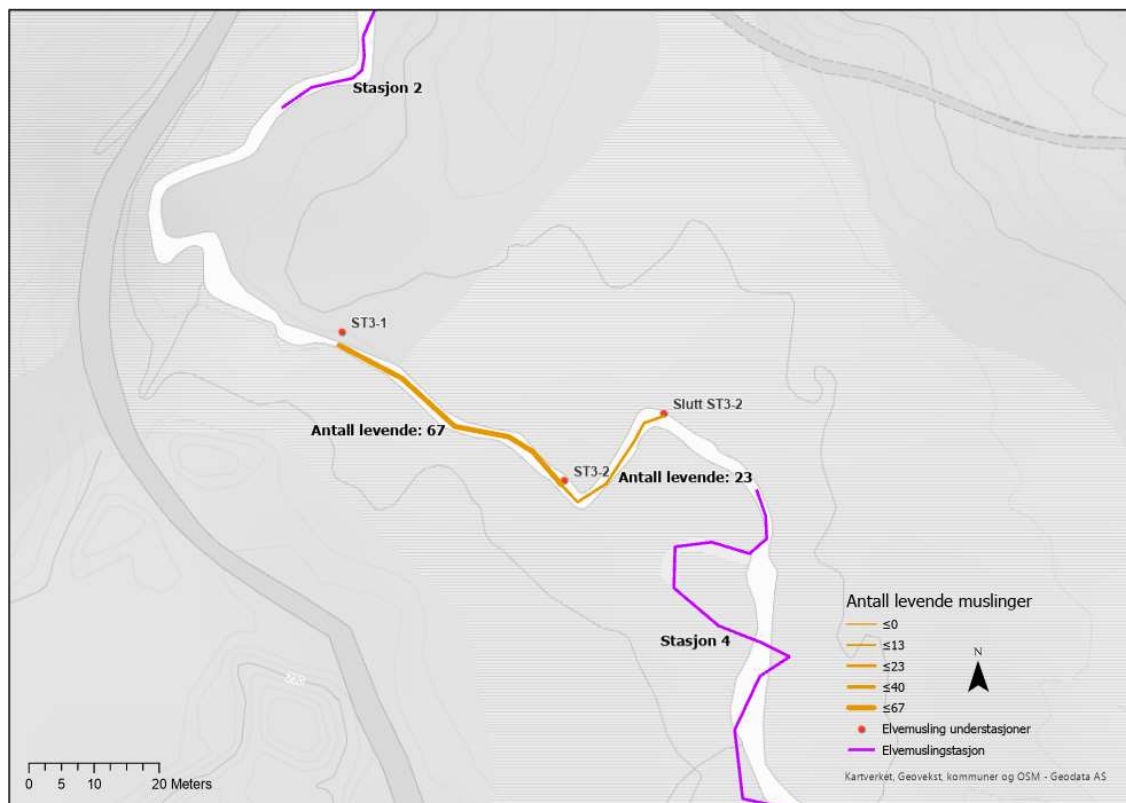 Stasjon 2
ST3-1
Slutt ST3-2
Antall levende: 67
ST3-2
Antall levende: 23
Stasjon 4
Antall levende muslinger
≤0
≤13
≤23
≤40
≤67
Elvemusling understasjoner
Elvemuslingstasjon
N
0 5 10 20 Meters
Kartverket, Geovekst, kommuner og OSM - Geodata AS